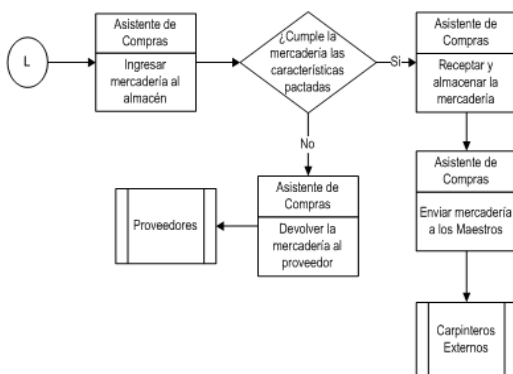 L
Asistente de
Compras
Ingresar
mercadería al
almacén
¿Cumple la
mercadería las
características
pactadas
Si
Asistente de
Compras
Receptar y
almacenar la
mercadería
No
Asistente de
Compras
Devolver la
mercadería al
proveedor
Proveedores
Asistente de
Compras
Enviar mercadería
a los Maestros
Carpinteros
Externos